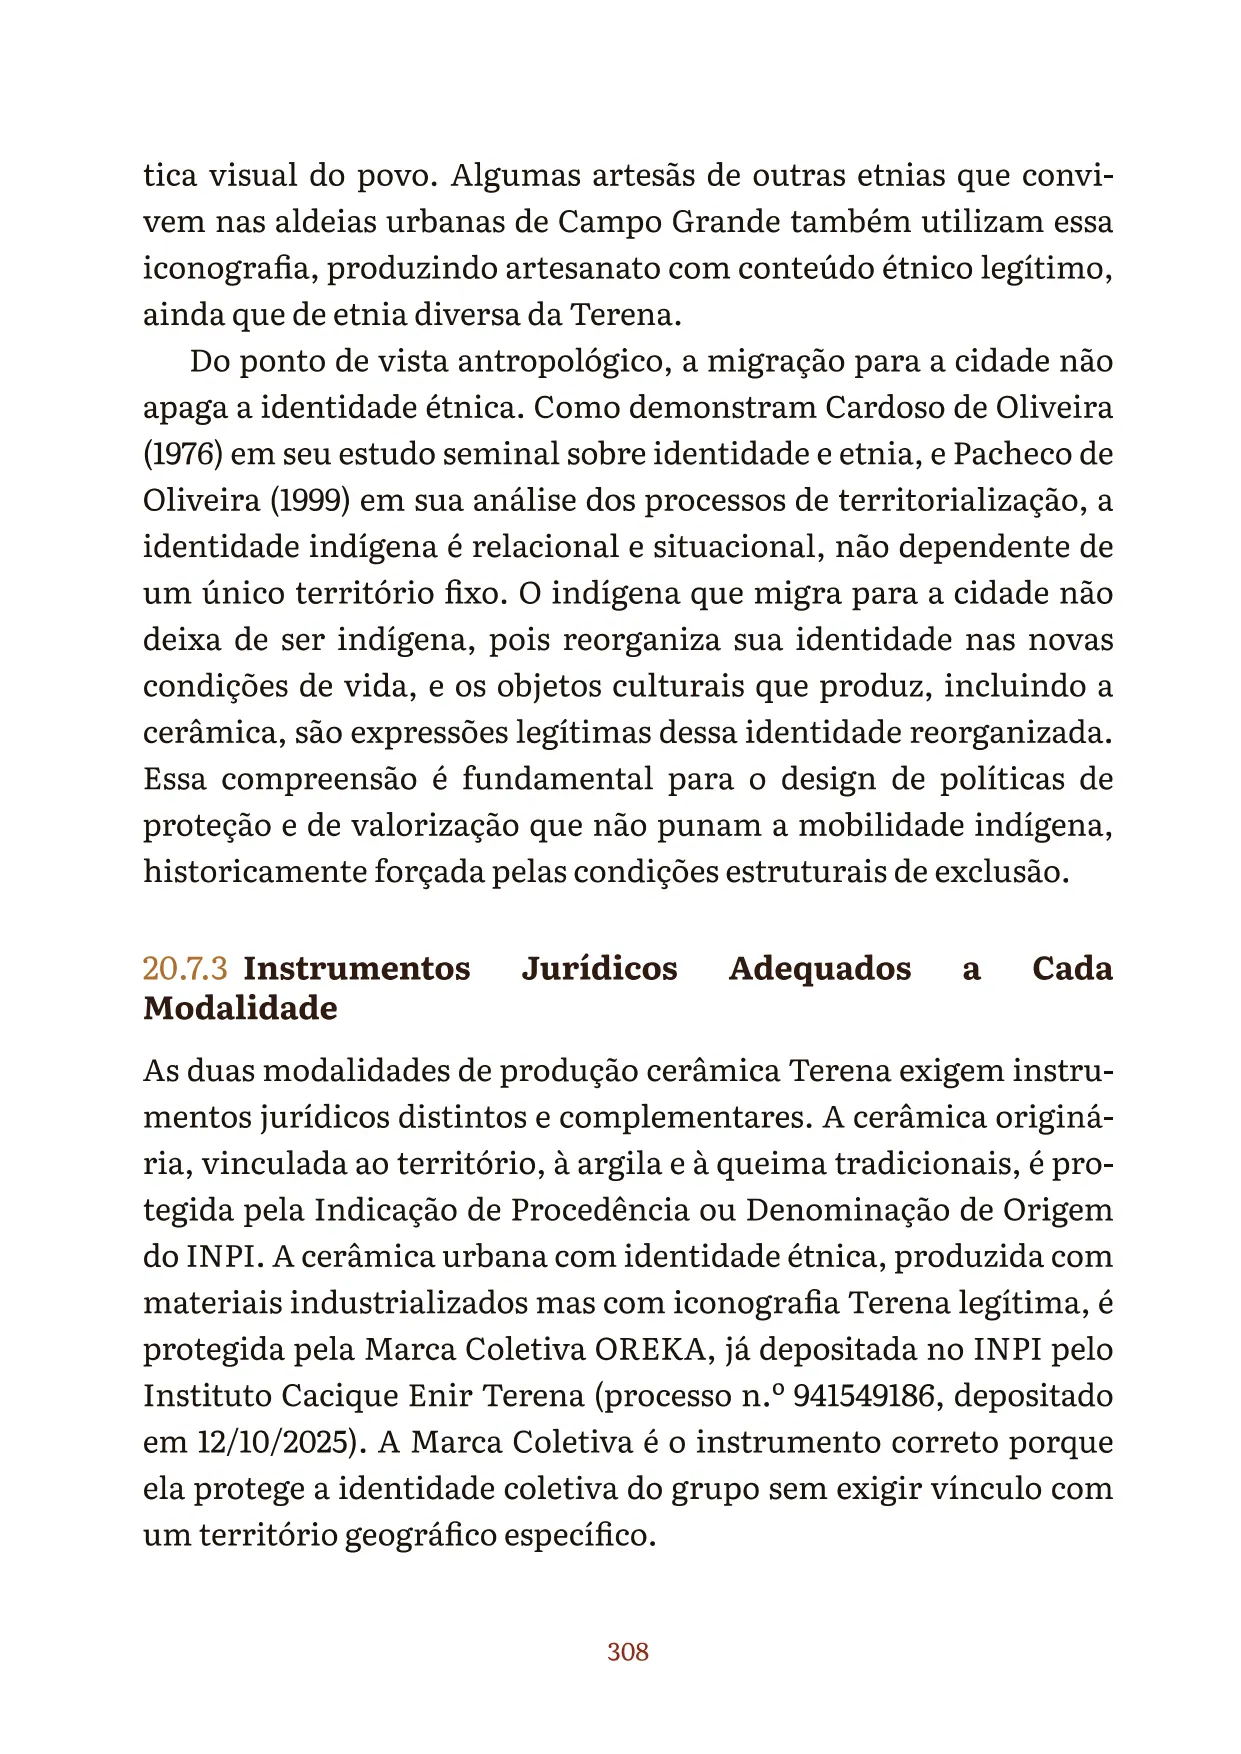 tica visual do povo. Algumas artesãs de outras etnias que convi-
vem nas aldeias urbanas de Campo Grande também utilizam essa
iconografia, produzindo artesanato com conteúdo étnico legítimo,
ainda que de etnia diversa da Terena.
Do ponto de vista antropológico, a migração para a cidade não
apaga a identidade étnica. Como demonstram Cardoso de Oliveira
(1976) em seu estudo seminal sobre identidade e etnia, e Pacheco de
Oliveira (1999) em sua análise dos processos de territorialização, a
identidade indígena é relacional e situacional, não dependente de
um único território fixo. O indígena que migra para a cidade não
deixa de ser indígena, pois reorganiza sua identidade nas novas
condições de vida, e os objetos culturais que produz, incluindo a
cerâmica, são expressões legítimas dessa identidade reorganizada.
Essa compreensão é fundamental para o design de políticas de
proteção e de valorização que não punam a mobilidade indígena,
historicamente forçada pelas condições estruturais de exclusão.
20.7.3 Instrumentos Jurídicos Adequados a Cada
Modalidade
As duas modalidades de produção cerâmica Terena exigem instru-
mentos jurídicos distintos e complementares. A cerâmica originá-
ria, vinculada ao território, à argila e à queima tradicionais, é pro-
tegida pela Indicação de Procedência ou Denominação de Origem
do INPI. A cerâmica urbana com identidade étnica, produzida com
materiais industrializados mas com iconografia Terena legítima, é
protegida pela Marca Coletiva OREKA, já depositada no INPI pelo
Instituto Cacique Enir Terena (processo n.º 941549186, depositado
em 12/10/2025). A Marca Coletiva é o instrumento correto porque
ela protege a identidade coletiva do grupo sem exigir vínculo com
um território geográfico específico.
308